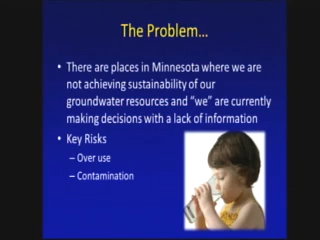 The Problem…
• There are places in Minnesota where we are
not achieving sustainability of our
groundwater resources and “we” are currently
making decisions with a lack of information
• Key Risks
– Over use
– Contamination